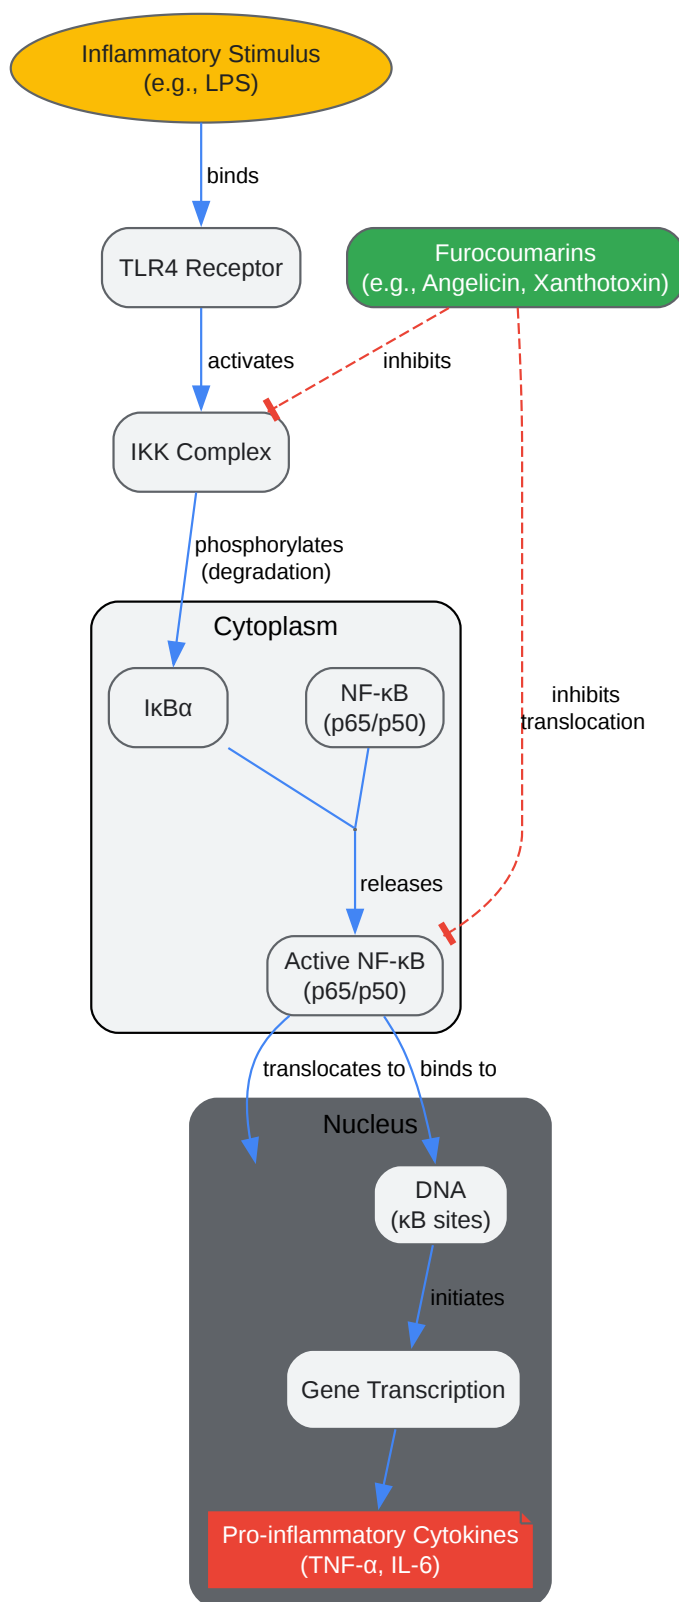 Inflammatory Stimulus
(e.g., LPS)
binds
TLR4 Receptor
Furocoumarins
(e.g., Angelicin, Xanthotoxin)
activates
inhibits
IKK Complex
phosphorylates
(degradation)
Cytoplasm
IκBα
NF-κB
(p65/p50)
inhibits
translocation
releases
Active NF-κB
(p65/p50)
translocates to
binds to
Nucleus
DNA
(κB sites)
initiates
Gene Transcription
Pro-inflammatory Cytokines
(TNF-α, IL-6)